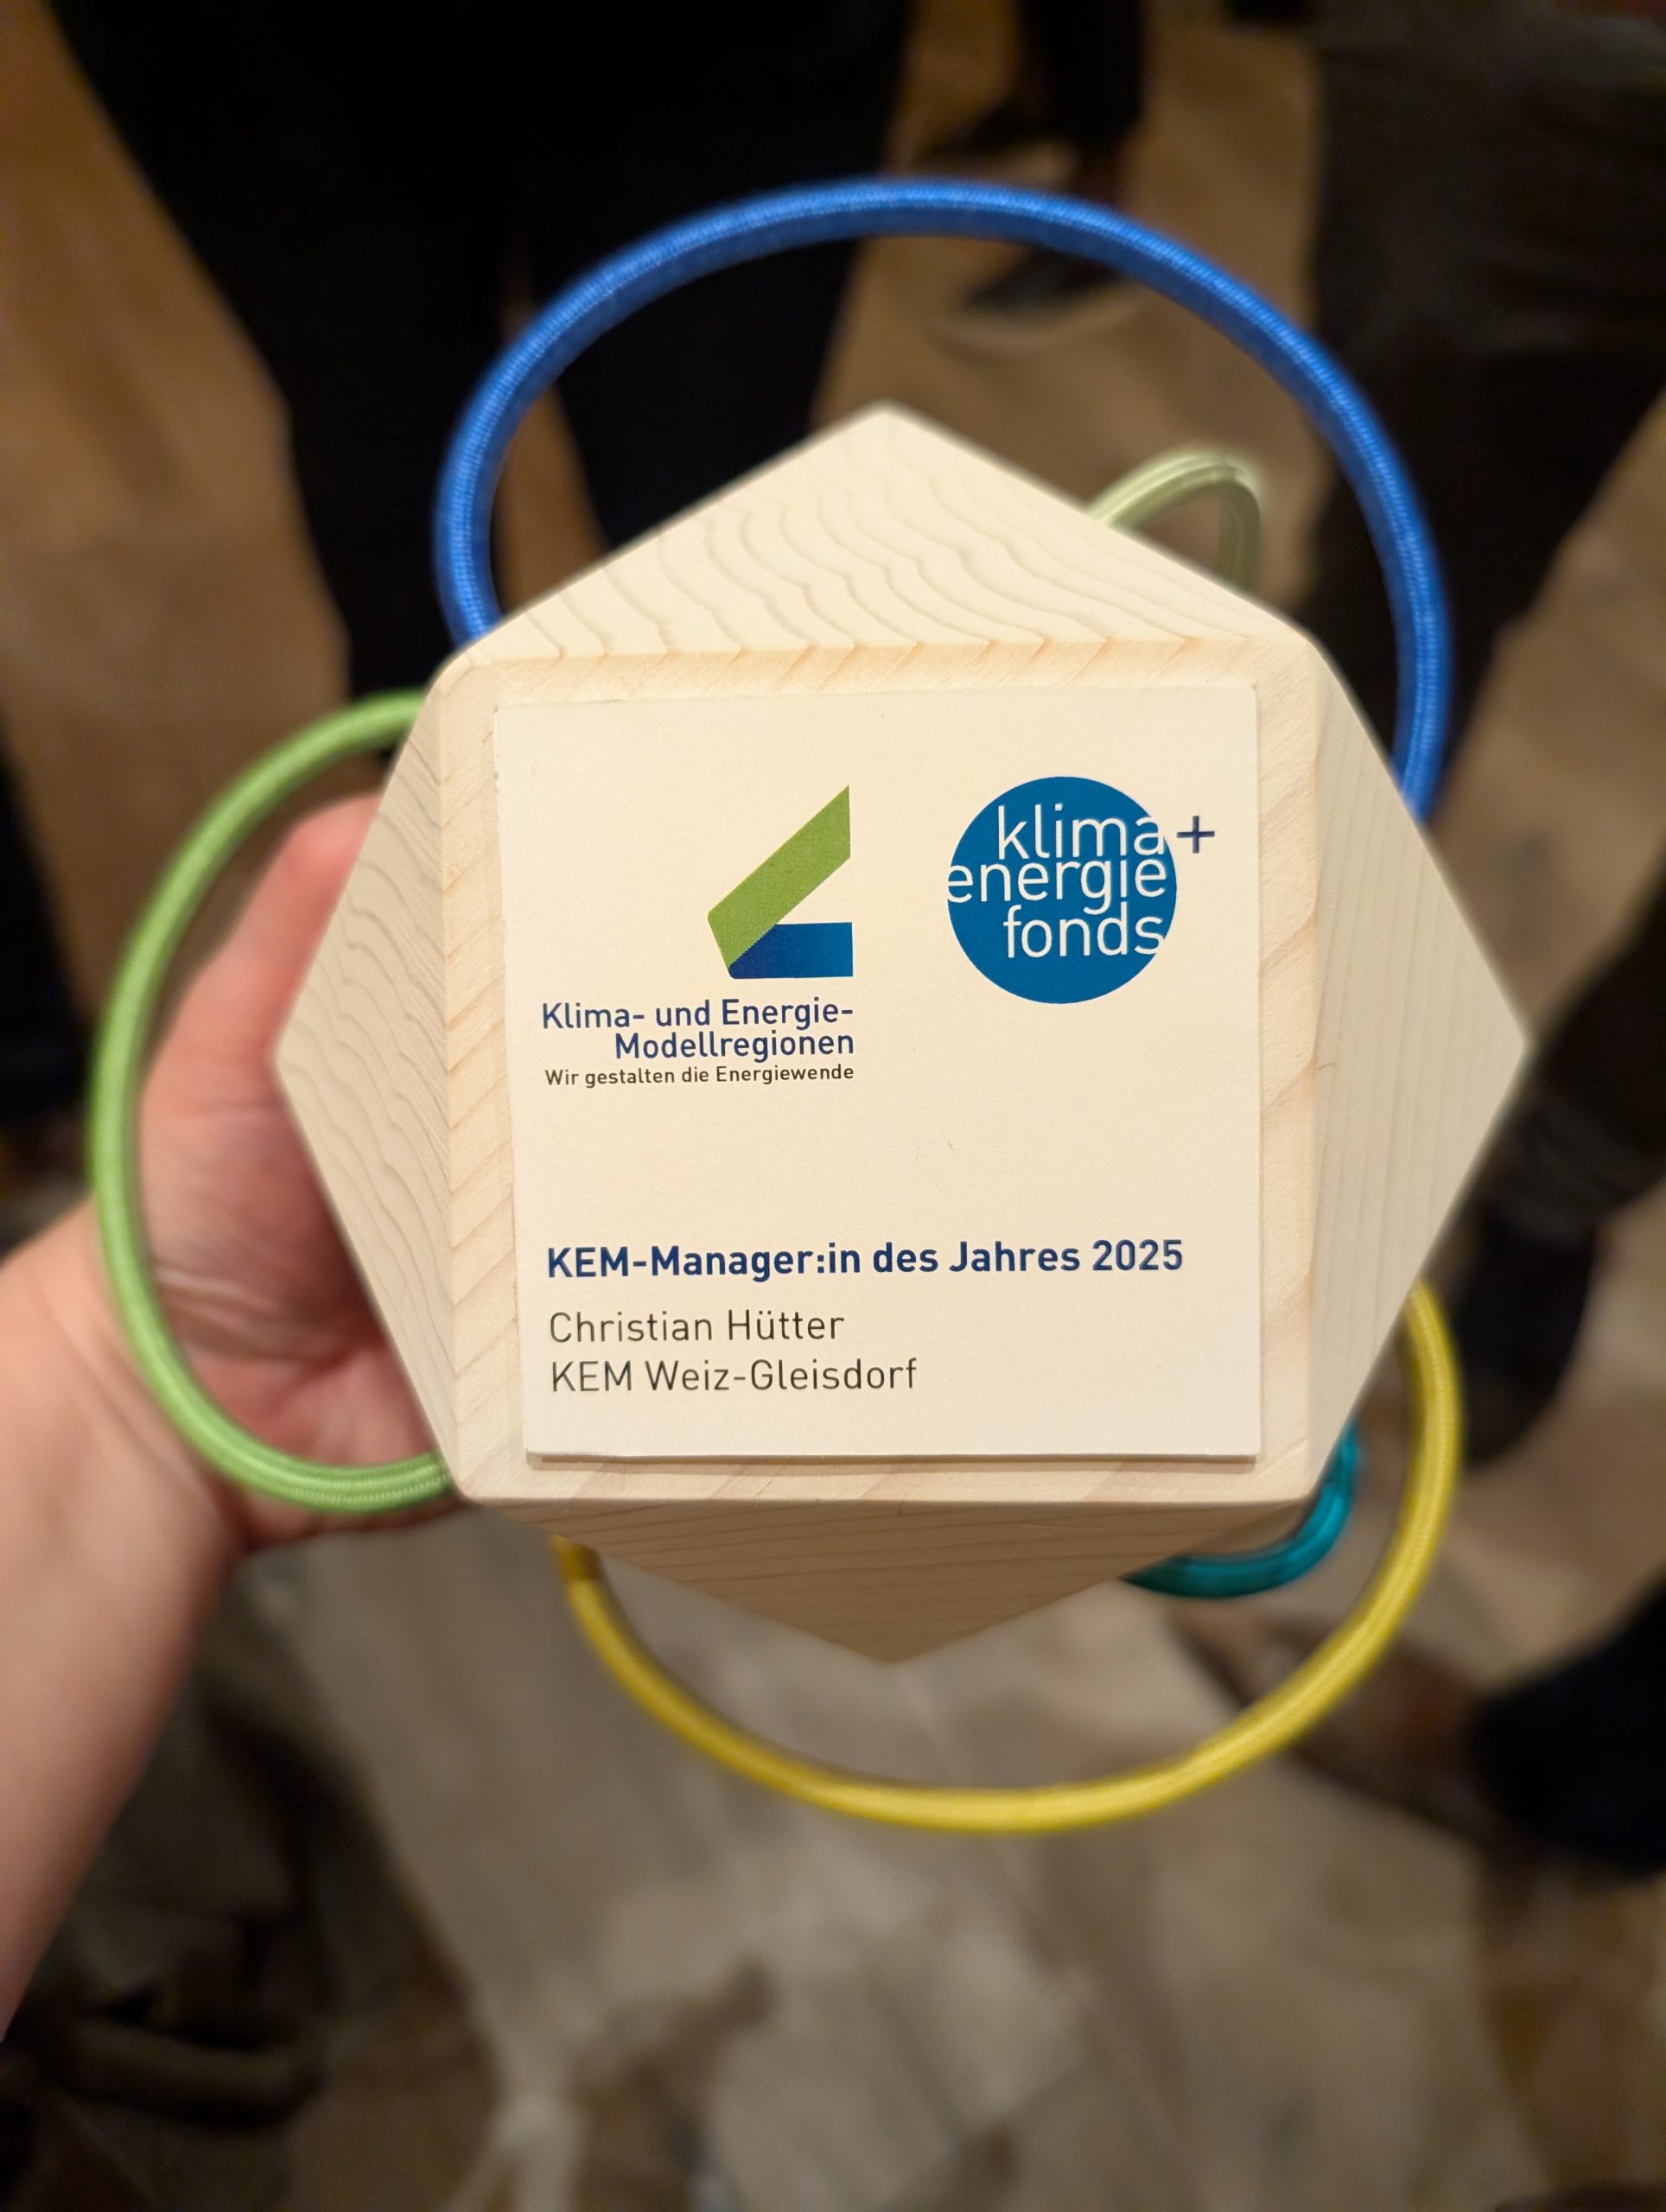 klima+
energie
fonds
Klima- und Energie-
Modellregionen
Wir gestalten die Energiewende
KEM-Manager:in des Jahres 2025
Christian Hütter
KEM Weiz-Gleisdorf